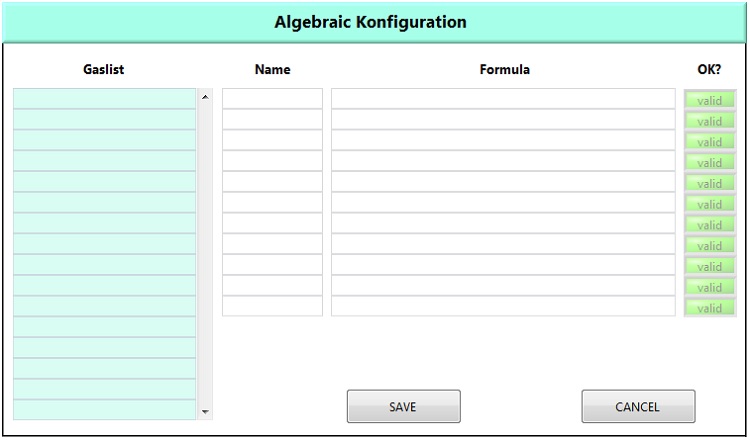 Algebraic Konfiguration
Gaslist Name Formula OK?
valid
valid
valid
valid
valid
valid
valid
valid
valid
valid
valid
SAVE CANCEL